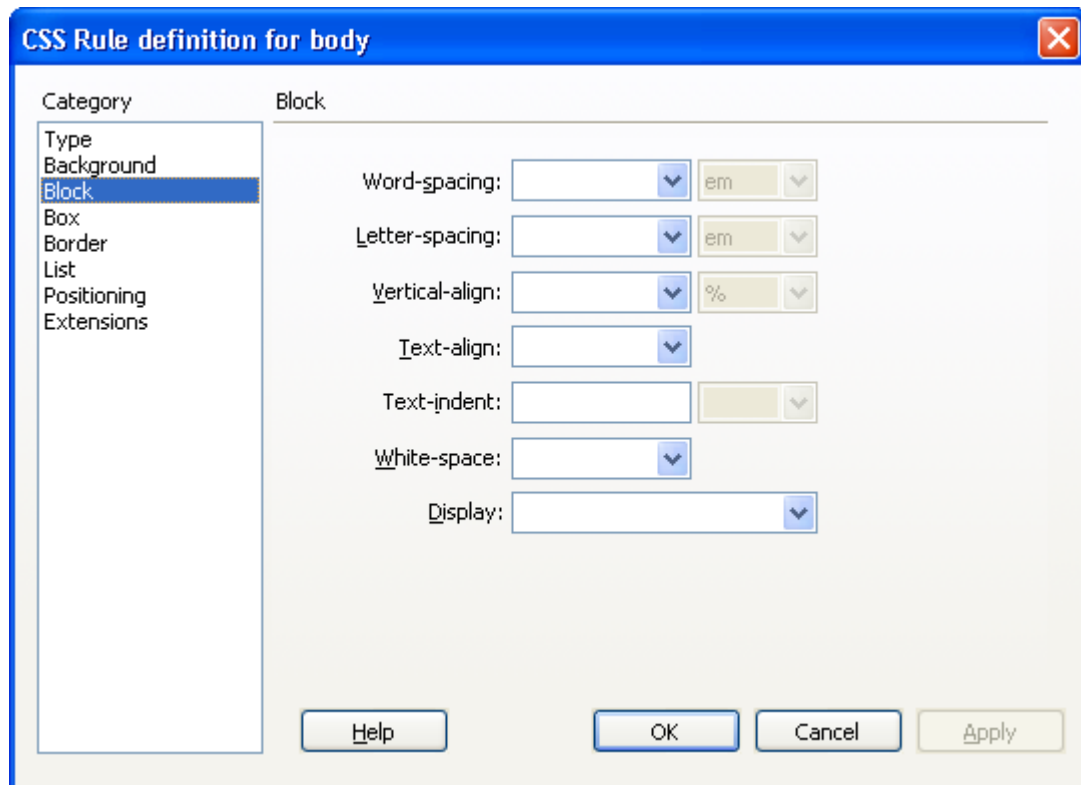 CSS Rule definition for body
Category
Type
Background
Block
Box
Border
List
Positioning
Extensions
Block
Word-spacing: em
Letter-spacing: em
Vertical-align: %
Text-align:
Text-indent:
White-space:
Display:
Help OK Cancel Apply